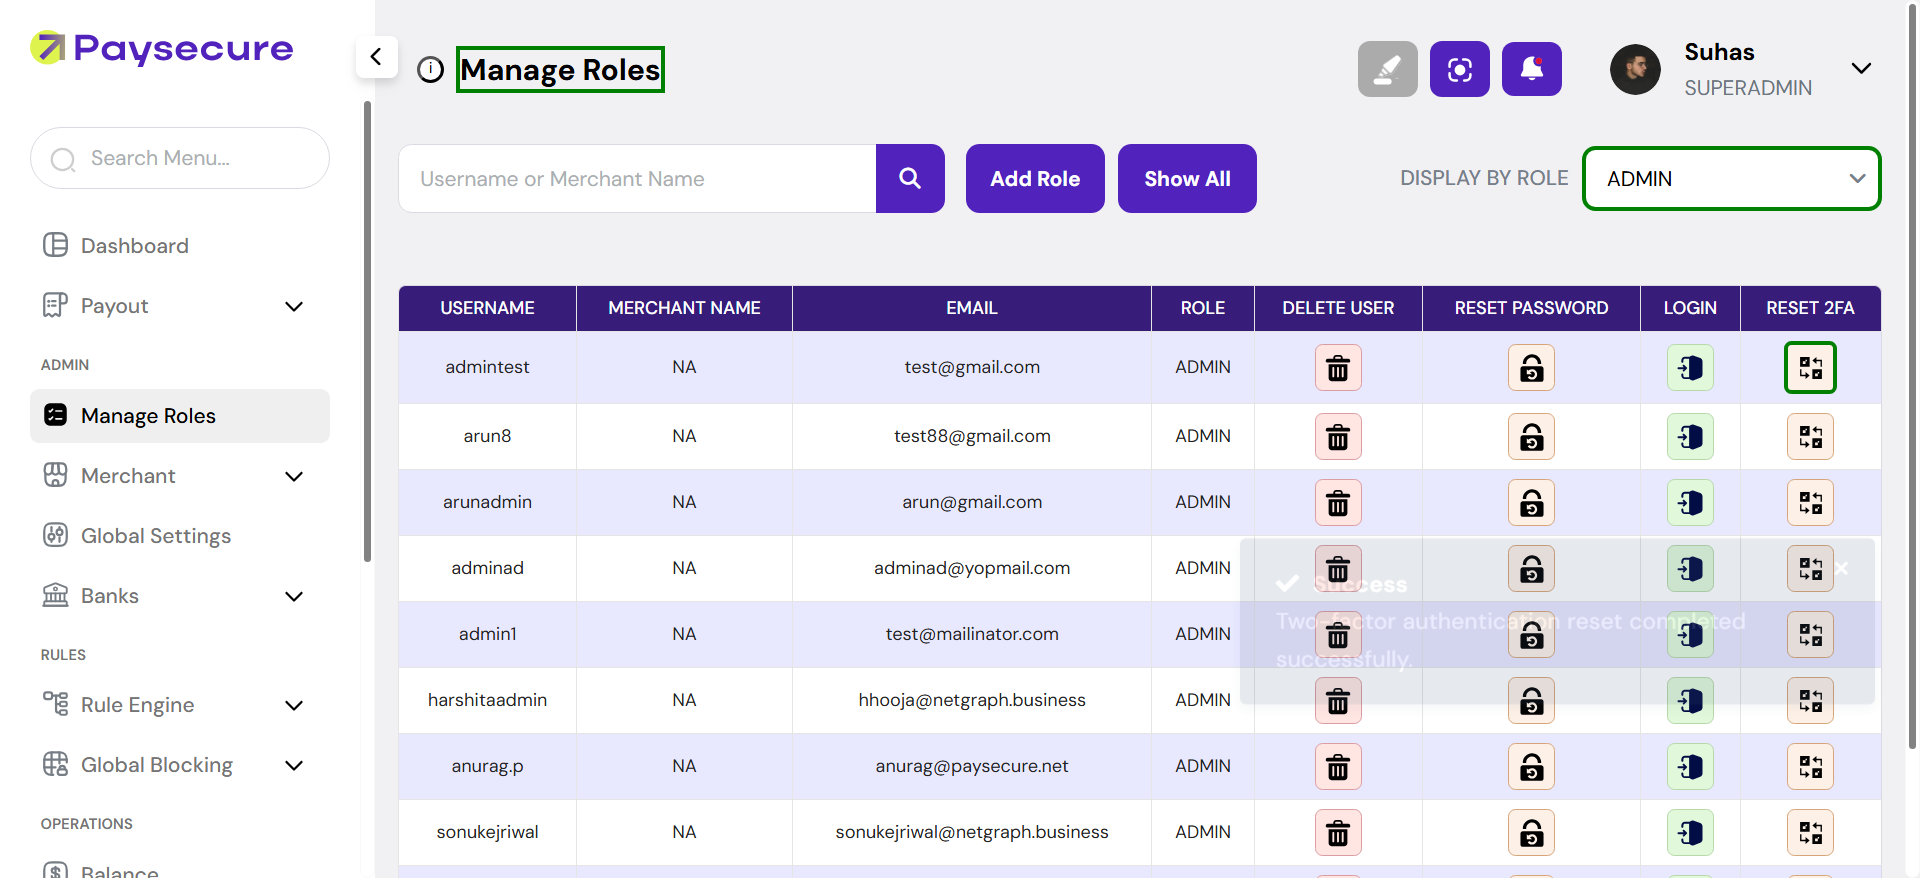 Paysecure
Manage Roles
Suhas
SUPERADMIN
Search Menu...
Username or Merchant Name
Add Role
Show All
DISPLAY BY ROLE
ADMIN
Dashboard
Payout
ADMIN
Manage Roles
Merchant
Global Settings
Banks
RULES
Rule Engine
Global Blocking
OPERATIONS
Balance
USERNAME MERCHANT NAME EMAIL ROLE DELETE USER RESET PASSWORD LOGIN RESET 2FA
admintest NA test@gmail.com ADMIN
arun8 NA test88@gmail.com ADMIN
arunadmin NA arun@gmail.com ADMIN
adminad NA adminad@yopmail.com ADMIN
admin1 NA test@mailinator.com ADMIN
harshitaadmin NA hhooja@netgraph.business ADMIN
anurag.p NA anurag@paysecure.net ADMIN
sonukejriwal NA sonukejriwal@netgraph.business ADMIN
Success
Two-factor authentication reset completed
successfully.